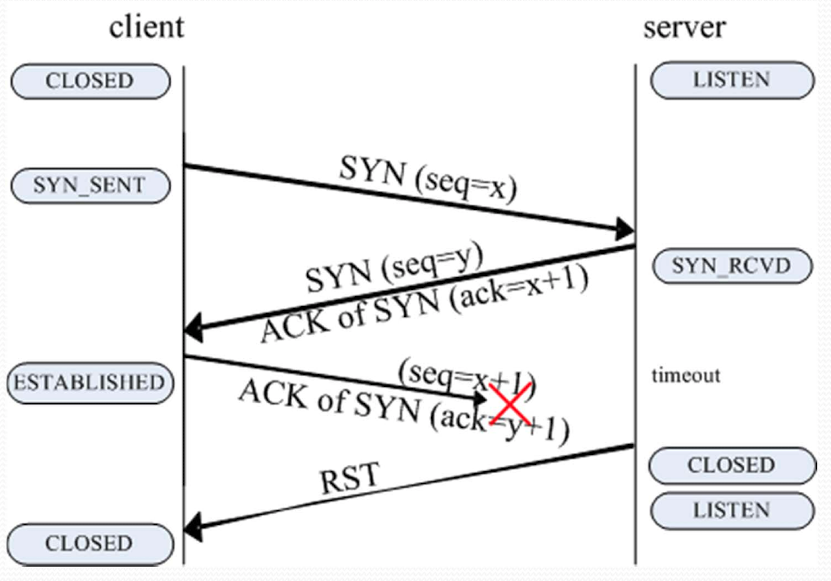 client
server
CLOSED
LISTEN
SYN (seq=x)
SYN_SENT
SYN (seq=y)
ACK of SYN (ack=x+1)
SYN_RCVD
ESTABLISHED
(seq=x+1)
ACK of SYN (ack=y+1)
timeout
RST
CLOSED
LISTEN
CLOSED